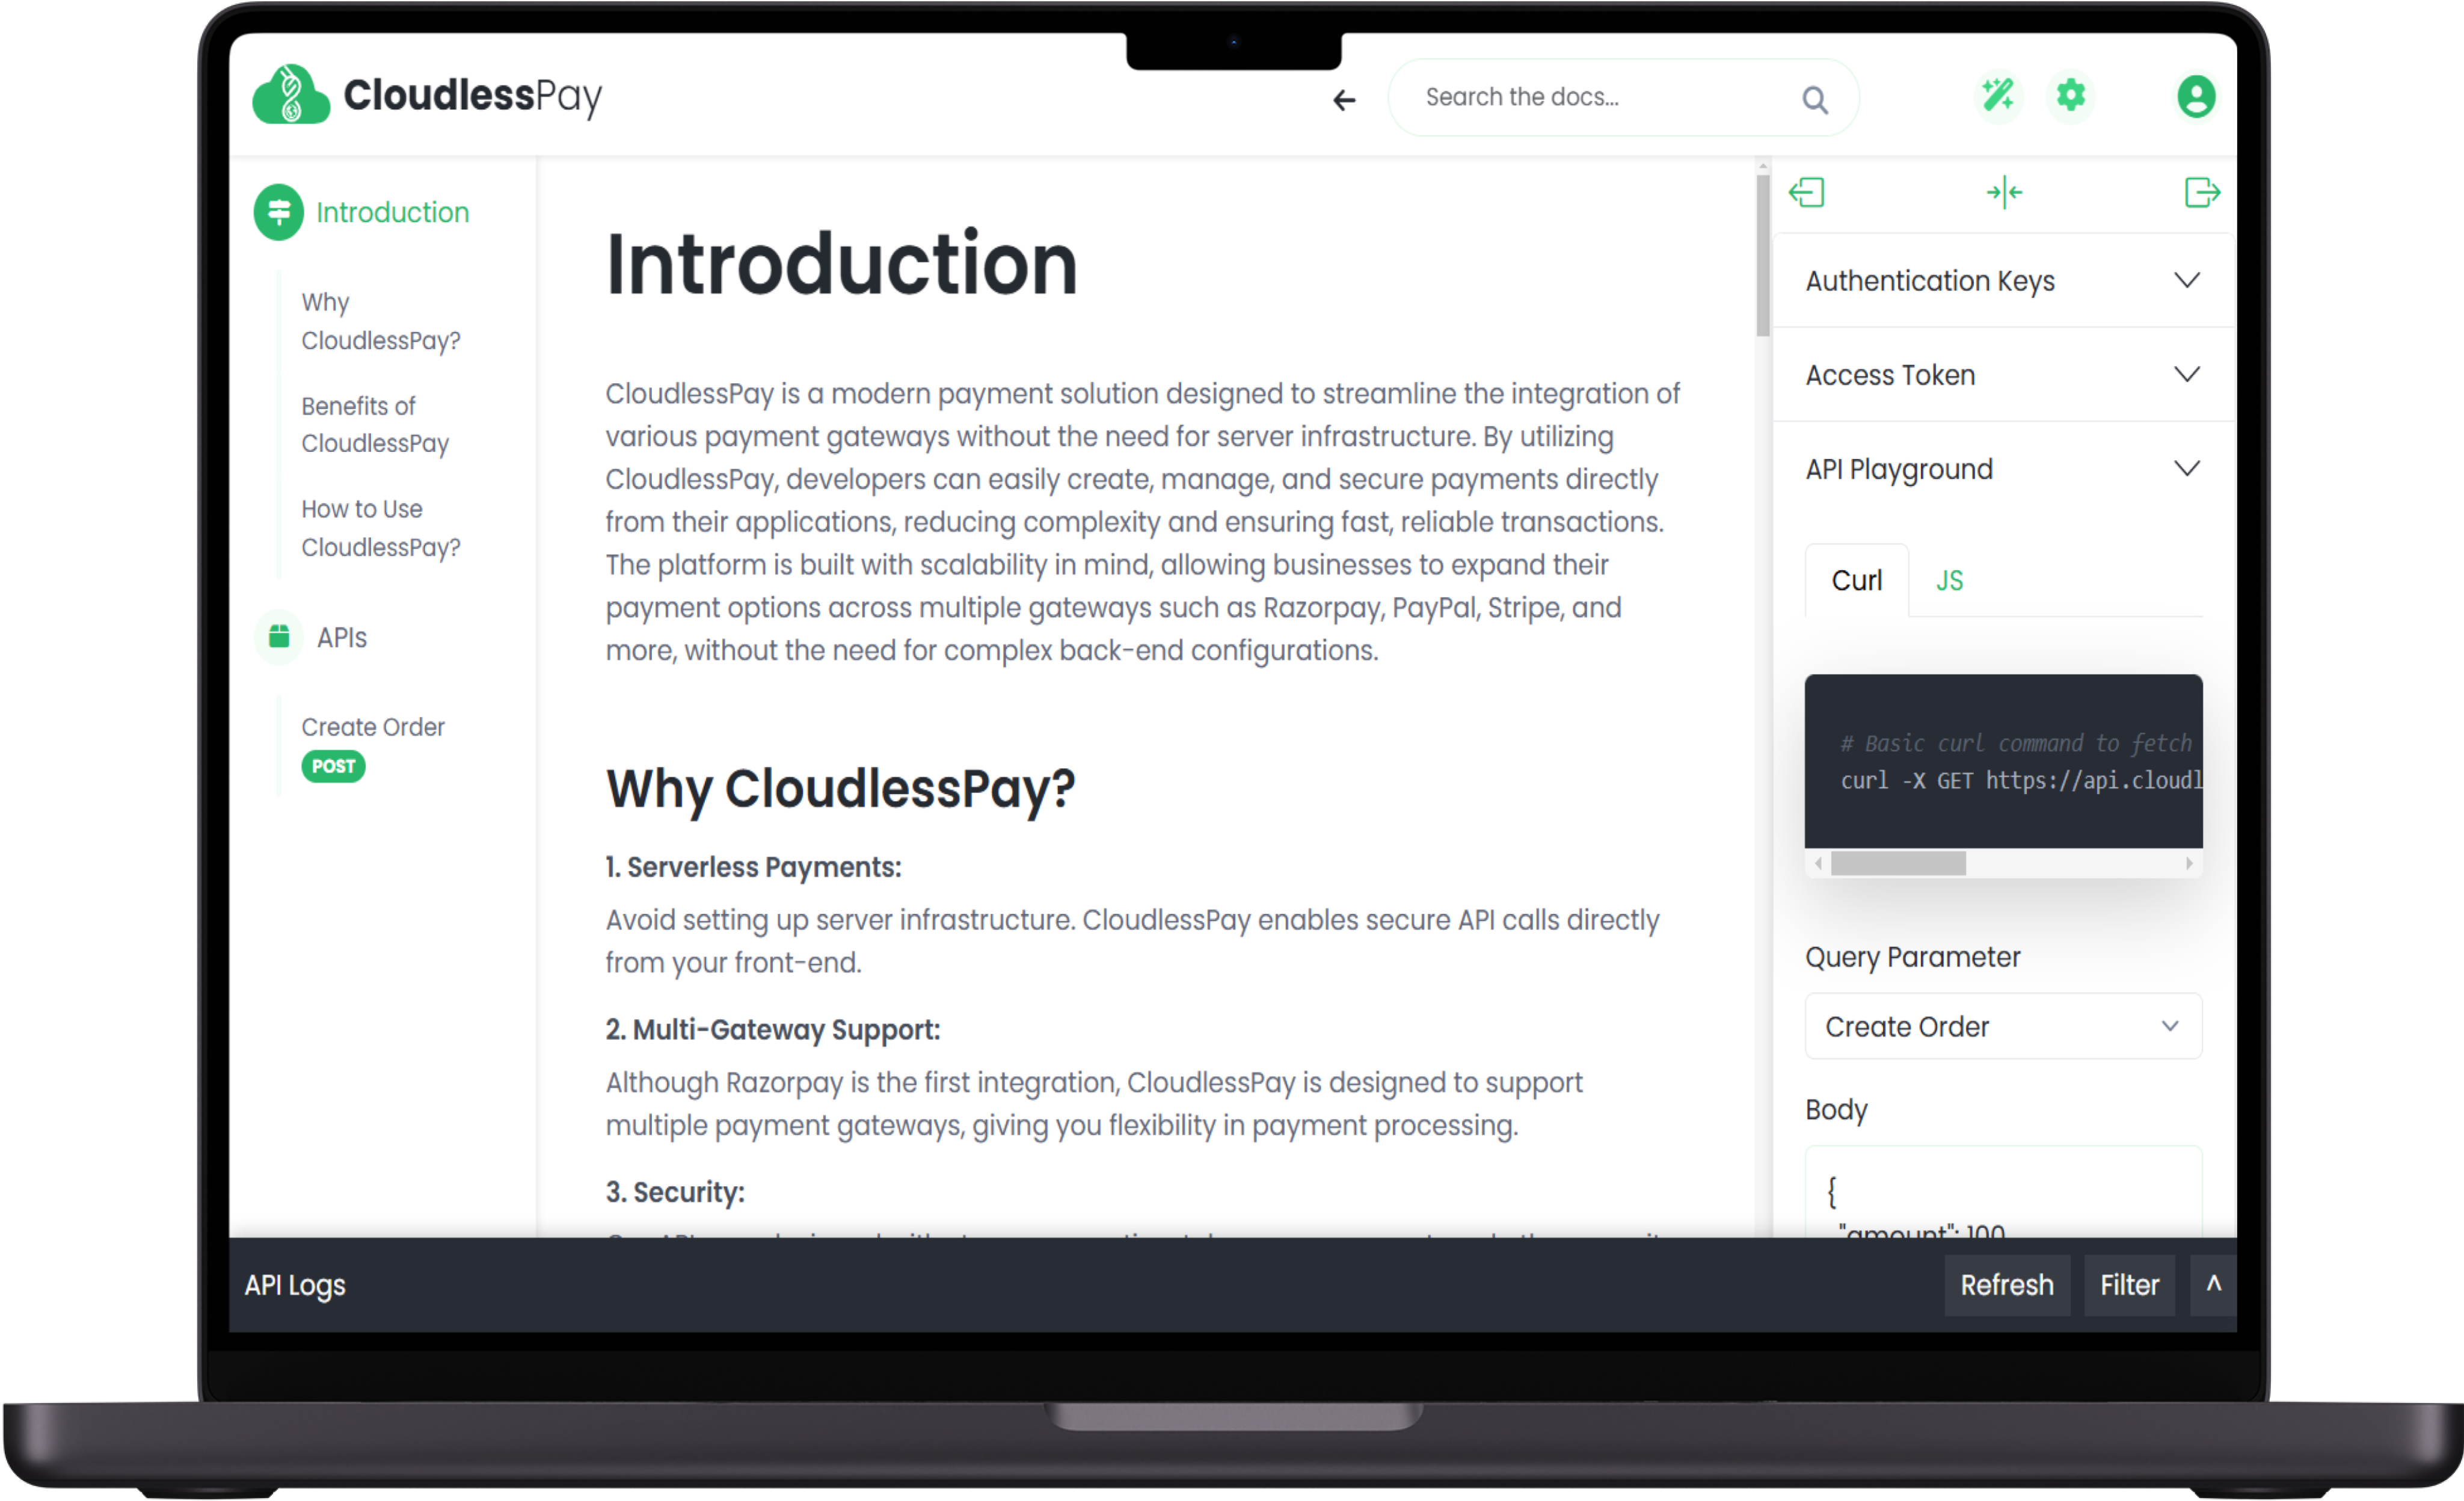 CloudlessPay
Search the docs...
Introduction
Why
CloudlessPay?
Benefits of
CloudlessPay
How to Use
CloudlessPay?
APIs
Create Order
POST
Introduction
CloudlessPay is a modern payment solution designed to streamline the integration of
various payment gateways without the need for server infrastructure. By utilizing
CloudlessPay, developers can easily create, manage, and secure payments directly
from their applications, reducing complexity and ensuring fast, reliable transactions.
The platform is built with scalability in mind, allowing businesses to expand their
payment options across multiple gateways such as Razorpay, PayPal, Stripe, and
more, without the need for complex back-end configurations.
Why CloudlessPay?
1. Serverless Payments:
Avoid setting up server infrastructure. CloudlessPay enables secure API calls directly
from your front-end.
2. Multi-Gateway Support:
Although Razorpay is the first integration, CloudlessPay is designed to support
multiple payment gateways, giving you flexibility in payment processing.
3. Security:
Authentication Keys
Access Token
API Playground
Curl JS
# Basic curl command to fetch
curl -X GET https://api.cloudl
Query Parameter
Create Order
Body
{
"amount": 100
API Logs
Refresh Filter ^